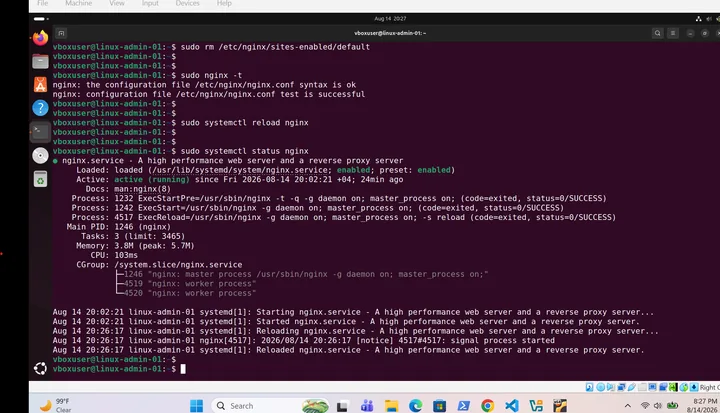 File Machine View Input Devices Help
Aug 14 20:27
vboxuser@linux-admin-01: ~
vboxuser@linux-admin-01:~$ sudo rm /etc/nginx/sites-enabled/default
vboxuser@linux-admin-01:~$
vboxuser@linux-admin-01:~$
vboxuser@linux-admin-01:~$ sudo nginx -t
nginx: the configuration file /etc/nginx/nginx.conf syntax is ok
nginx: configuration file /etc/nginx/nginx.conf test is successful
vboxuser@linux-admin-01:~$
vboxuser@linux-admin-01:~$
vboxuser@linux-admin-01:~$ sudo systemctl reload nginx
vboxuser@linux-admin-01:~$
vboxuser@linux-admin-01:~$
vboxuser@linux-admin-01:~$ sudo systemctl status nginx
● nginx.service - A high performance web server and a reverse proxy server
Loaded: loaded (/usr/lib/systemd/system/nginx.service; enabled; preset: enabled)
Active: active (running) since Fri 2026-08-14 20:02:21 +04; 24min ago
Docs: man:nginx(8)
Process: 1232 ExecStartPre=/usr/sbin/nginx -t -q -g daemon on; master_process on; (code=exited, status=0/SUCCESS)
Process: 1242 ExecStart=/usr/sbin/nginx -g daemon on; master_process on; (code=exited, status=0/SUCCESS)
Process: 4517 ExecReload=/usr/sbin/nginx -g daemon on; master_process on; -s reload (code=exited, status=0/SUCCESS)
Main PID: 1246 (nginx)
Tasks: 3 (limit: 3465)
Memory: 3.8M (peak: 5.7M)
CPU: 103ms
CGroup: /system.slice/nginx.service
├─1246 "nginx: master process /usr/sbin/nginx -g daemon on; master_process on;"
├─4519 "nginx: worker process"
└─4520 "nginx: worker process"
Aug 14 20:02:21 linux-admin-01 systemd[1]: Starting nginx.service - A high performance web server and a reverse proxy server...
Aug 14 20:02:21 linux-admin-01 systemd[1]: Started nginx.service - A high performance web server and a reverse proxy server.
Aug 14 20:26:17 linux-admin-01 systemd[1]: Reloading nginx.service - A high performance web server and a reverse proxy server...
Aug 14 20:26:17 linux-admin-01 nginx[4517]: 2026/08/14 20:26:17 [notice] 4517#4517: signal process started
Aug 14 20:26:17 linux-admin-01 systemd[1]: Reloaded nginx.service - A high performance web server and a reverse proxy server.
vboxuser@linux-admin-01:~$
vboxuser@linux-admin-01:~$
Right C
99°F
Clear
Search
8:27 PM